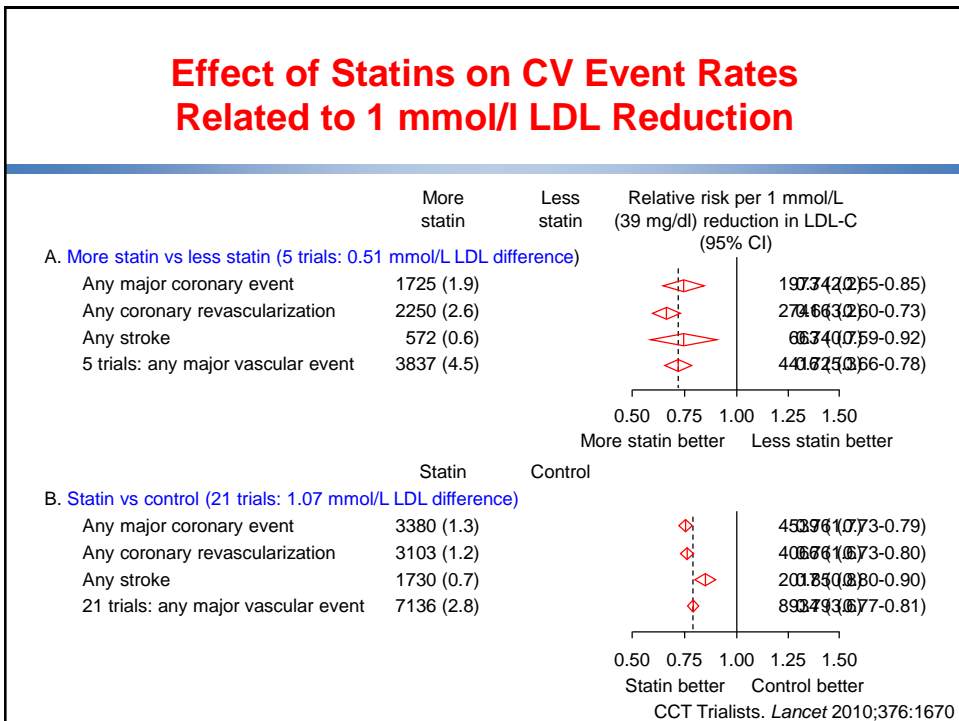 Effect of Statins on CV Event Rates
Related to 1 mmol/l LDL Reduction
More statin
Less statin
Relative risk per 1 mmol/L
(39 mg/dl) reduction in LDL-C
(95% CI)
A. More statin vs less statin (5 trials: 0.51 mmol/L LDL difference)
Any major coronary event 1725 (1.9)
Any coronary revascularization 2250 (2.6)
Any stroke 572 (0.6)
5 trials: any major vascular event 3837 (4.5)
0.50 0.75 1.00 1.25 1.50
More statin better Less statin better
Statin Control
B. Statin vs control (21 trials: 1.07 mmol/L LDL difference)
Any major coronary event 3380 (1.3)
Any coronary revascularization 3103 (1.2)
Any stroke 1730 (0.7)
21 trials: any major vascular event 7136 (2.8)
0.50 0.75 1.00 1.25 1.50
Statin better Control better
CCT Trialists. Lancet 2010;376:1670